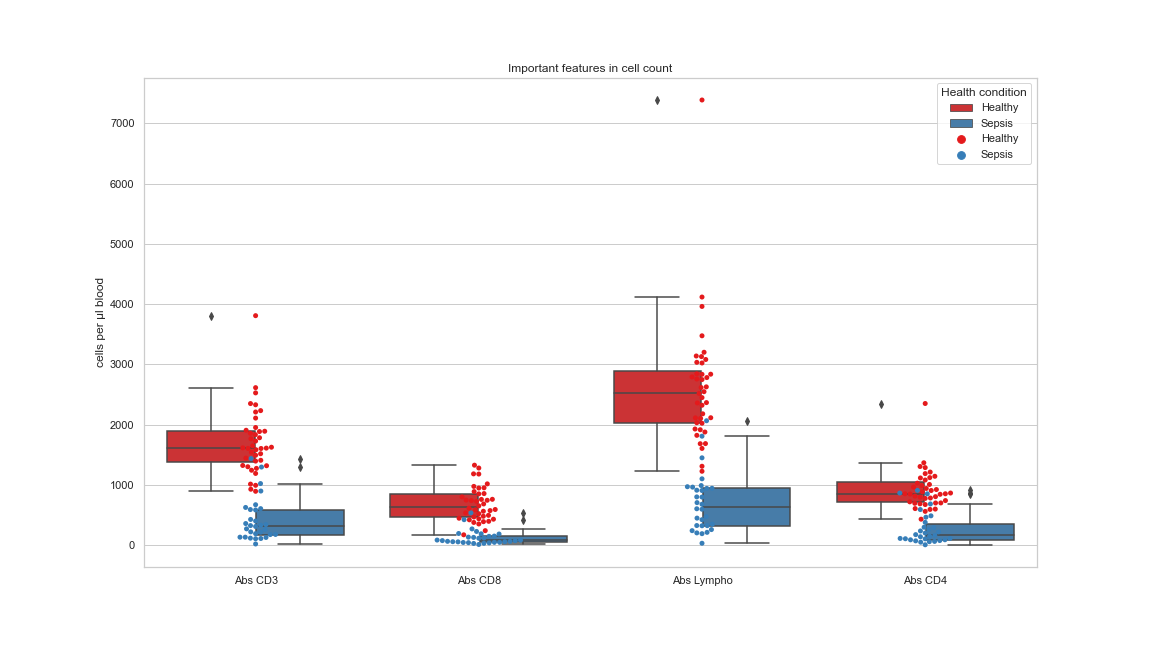 Important features in cell count
Health condition
Healthy
Sepsis
Healthy
Sepsis
cells per µl blood
7000
6000
5000
4000
3000
2000
1000
0
Abs CD3
Abs CD8
Abs Lympho
Abs CD4